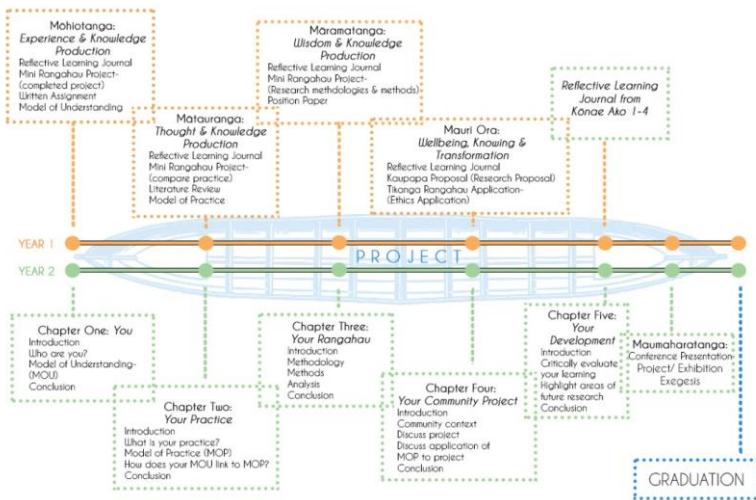 Mohiotanga:
Experience & Knowledge
Production
Reflective Learning Journal
Mini Rangahau Project-
(completed project)
Written Assignment
Model of Understanding
Matauranga:
Thought & Knowledge
Production
Reflective Learning Journal
Mini Rangahau Project-
(compare practice)
Literature Review
Model of Practice
Maramatanga:
Wisdom & Knowledge
Production
Reflective Learning Journal
Mini Rangahau Project-
(Research methdologies & methods)
Position Paper
Mauri Ora:
Wellbeing, Knowing &
Transformation
Reflective Learning Journal
Kaupapa Proposal (Research Proposal)
Tikanga Rangahau Application-
(Ethics Application)
Reflective Learning
Journal from
Kōnae Ako 1-4
YEAR 1
PROJECT
YEAR 2
Chapter One: You
Introduction
Who are you?
Model of Understanding-
(MOU)
Conclusion
Chapter Two:
Your Practice
Introduction
What is your practice?
Model of Practice (MOP)
How does your MOU link to MOP?
Conclusion
Chapter Three:
Your Rangahau
Introduction
Methodology
Methods
Analysis
Conclusion
Chapter Four:
Your Community Project
Introduction
Community context
Discuss project
Discuss application of
MOP to project
Conclusion
Chapter Five:
Your
Development
Introduction
Critically evaluate
your learning
Highlight areas of
future research
Conclusion
Maumaharatanga:
Conference Presentation
Project/ Exhibition
Exegesis
GRADUATION